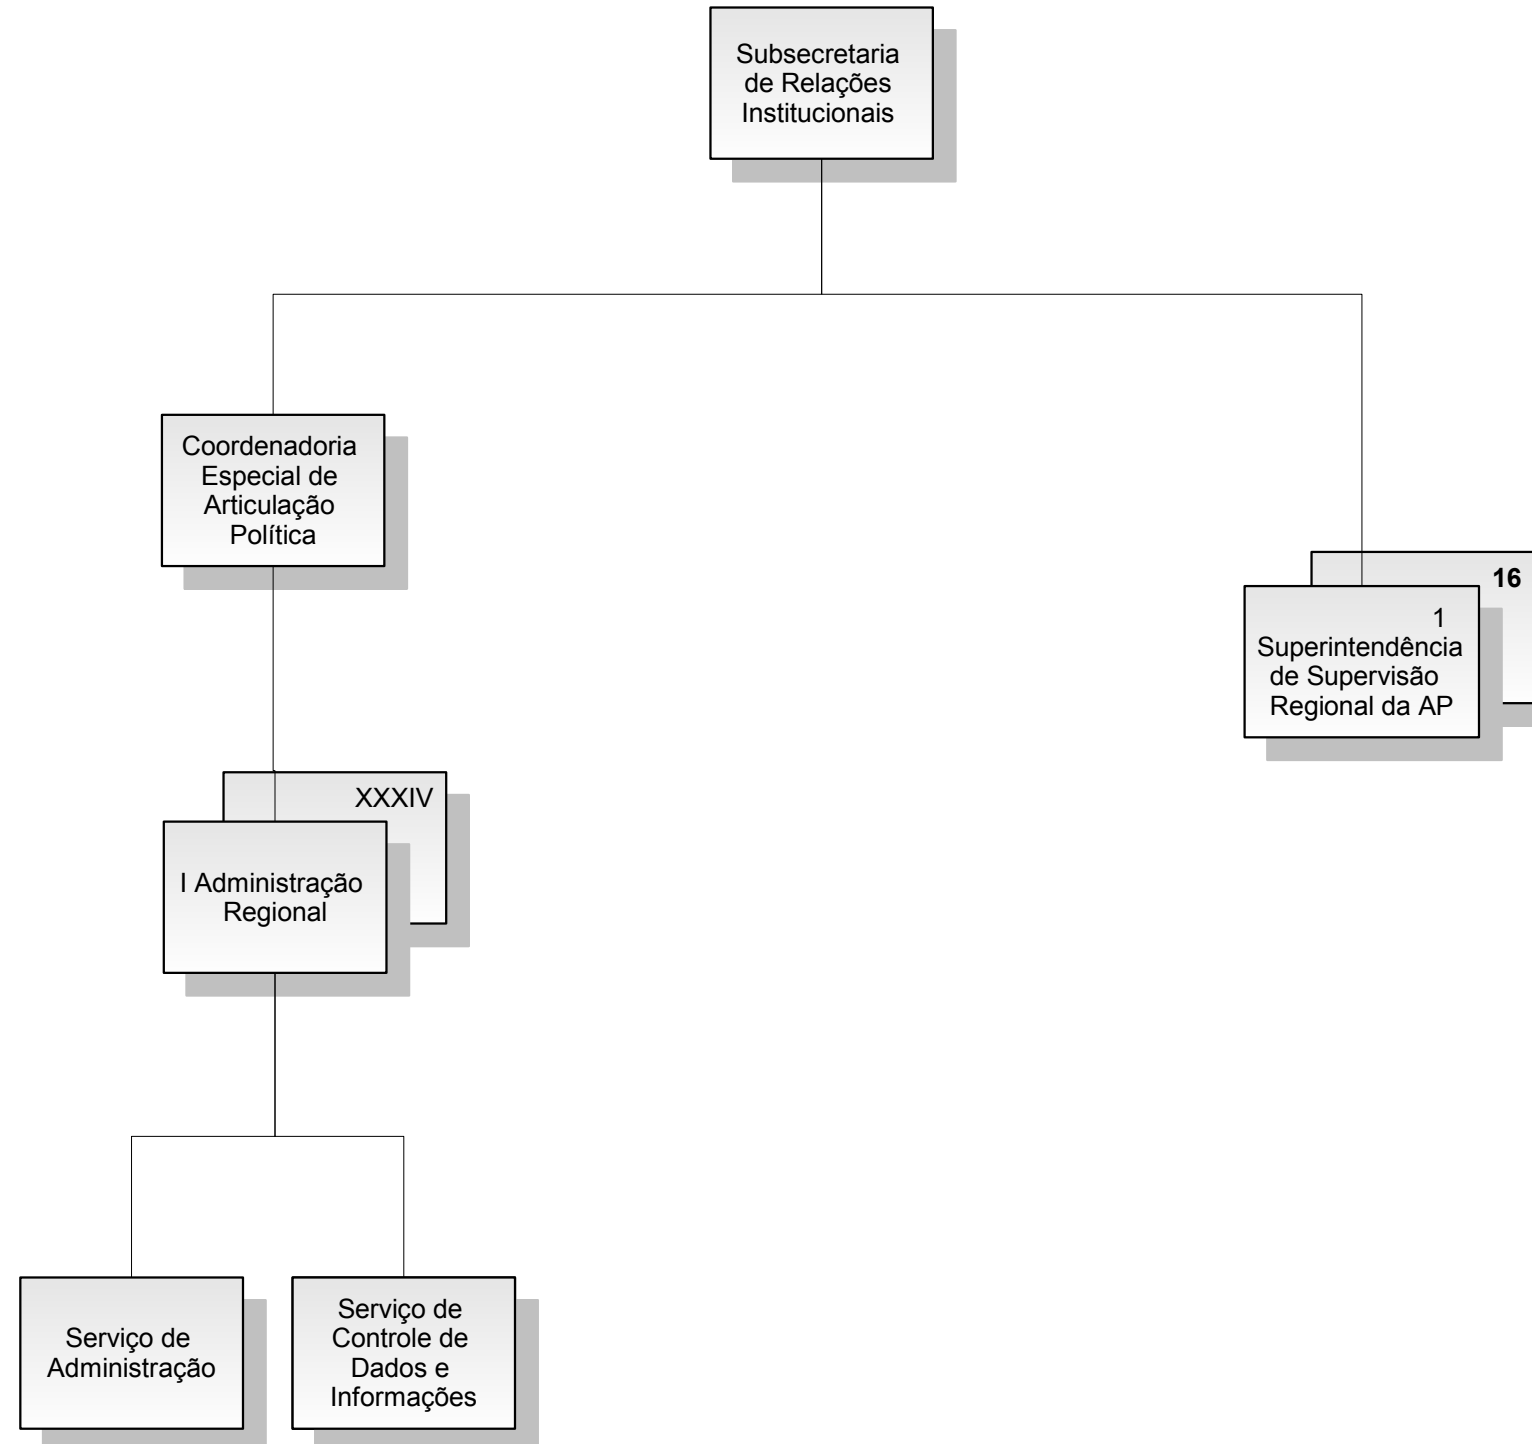 Subsecretaria
de Relações
Institucionais
Coordenadoria
Especial de
Articulação
Política
16
1
Superintendência
de Supervisão
Regional da AP
XXXIV
I Administração
Regional
Serviço de
Administração
Serviço de
Controle de
Dados e
Informações